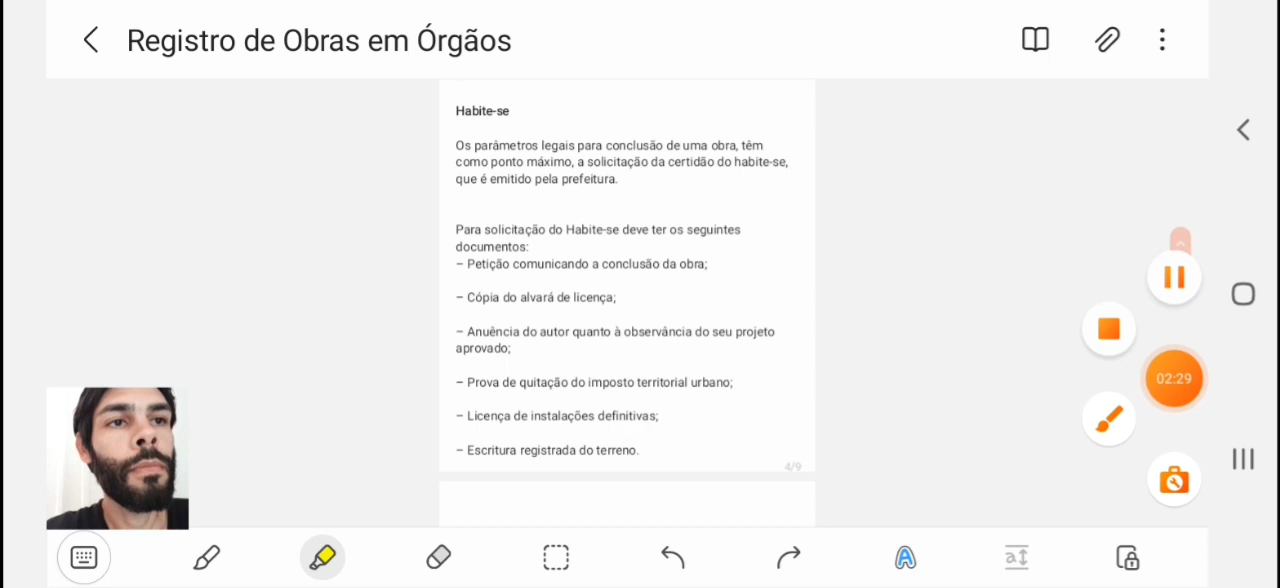 Registro de Obras em Órgãos
Habite-se
Os parâmetros legais para conclusão de uma obra, têm
como ponto máximo, a solicitação da certidão do habite-se,
que é emitido pela prefeitura.
Para solicitação do Habite-se deve ter os seguintes
documentos:
– Petição comunicando a conclusão da obra;
– Cópia do alvará de licença;
– Anuência do autor quanto à observância do seu projeto
aprovado;
– Prova de quitação do imposto territorial urbano;
– Licença de instalações definitivas;
– Escritura registrada do terreno.
4/9
02:29
A
a